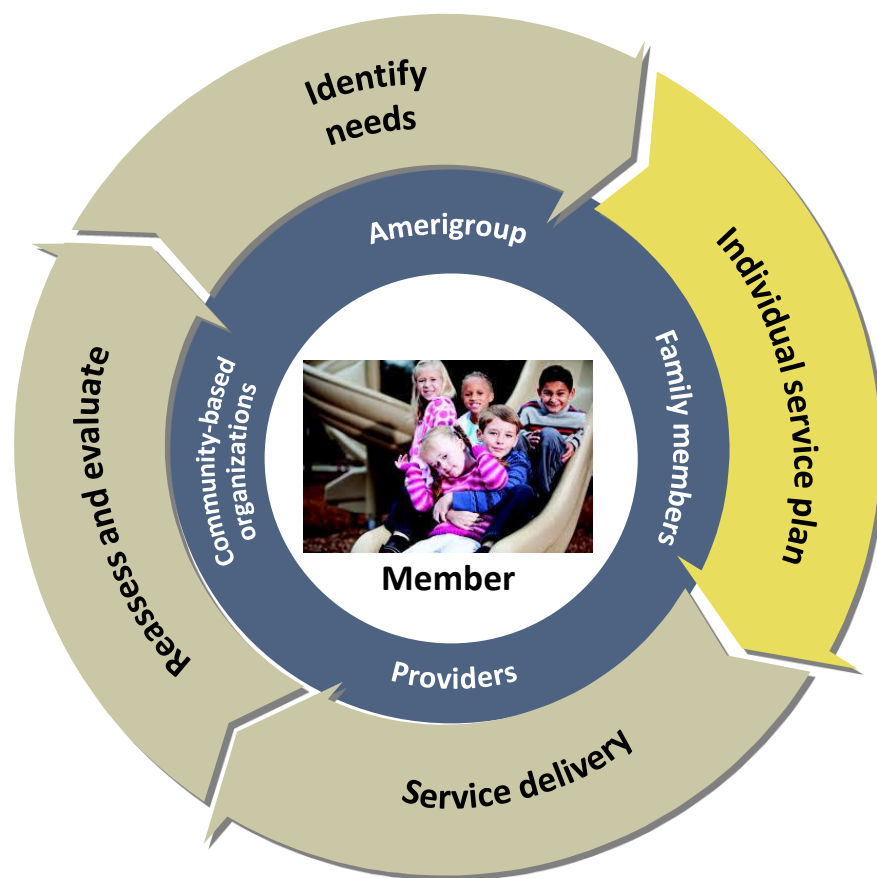 Identify
needs
Individual service plan
Service delivery
Reassess and evaluate
Amerigroup
Family members
Providers
Community-based
organizations
Member